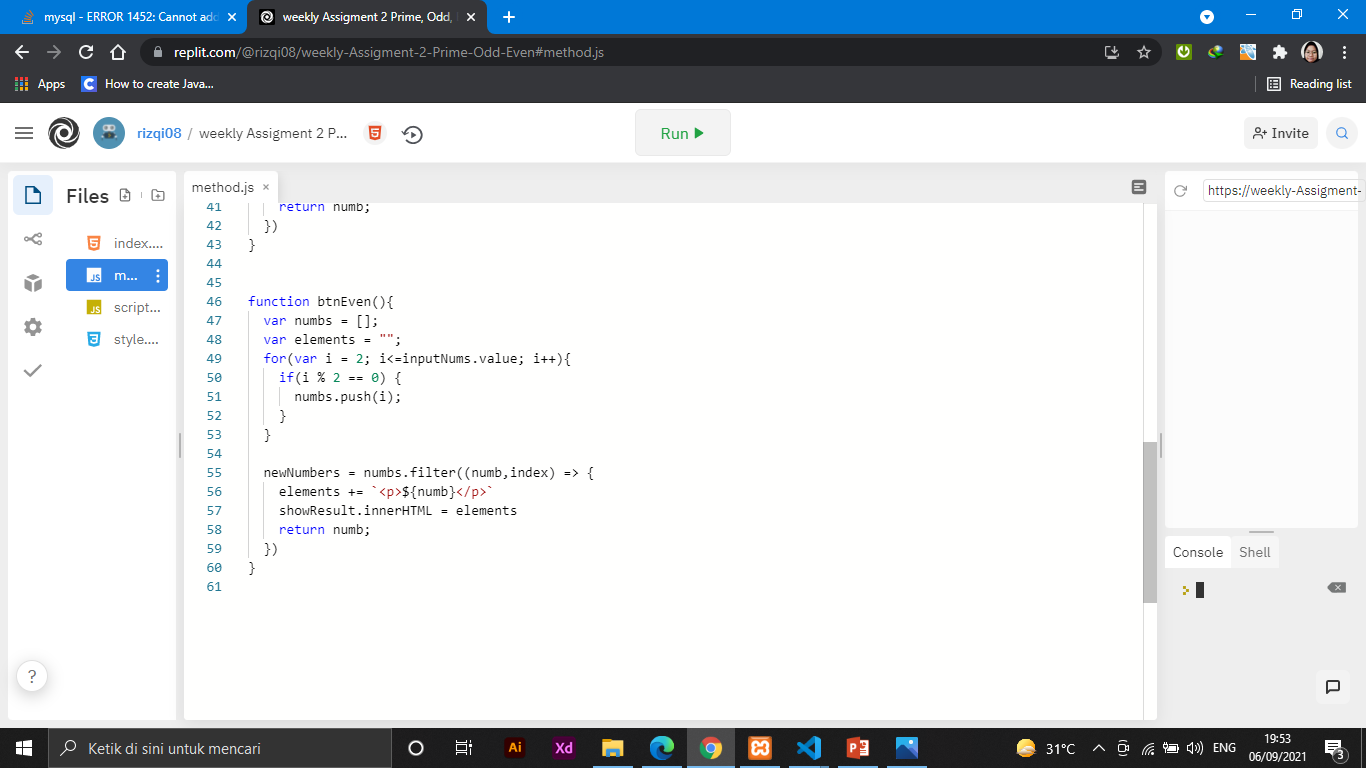 mysql - ERROR 1452: Cannot add
weekly Assigment 2 Prime, Odd,
replit.com/@rizqi08/weekly-Assigment-2-Prime-Odd-Even#method.js
Apps
How to create Java...
Reading list
rizqi08 / weekly Assigment 2 P...
Run
Invite
Files
method.js
https://weekly-Assigment-
index....
m...
script...
style....
41 return numb;
42 })
43 }
44
45
46 function btnEven(){
47 var numbs = [];
48 var elements = "";
49 for(var i = 2; i<=inputNums.value; i++){
50 if(i % 2 == 0) {
51 numbs.push(i);
52 }
53 }
54
55 newNumbers = numbs.filter((numb,index) => {
56 elements += `<p>${numb}</p>`
57 showResult.innerHTML = elements
58 return numb;
59 })
60 }
61
Console
Shell
?
Ketik di sini untuk mencari
Ai
Xd
31°C
ENG
19:53
06/09/2021
3